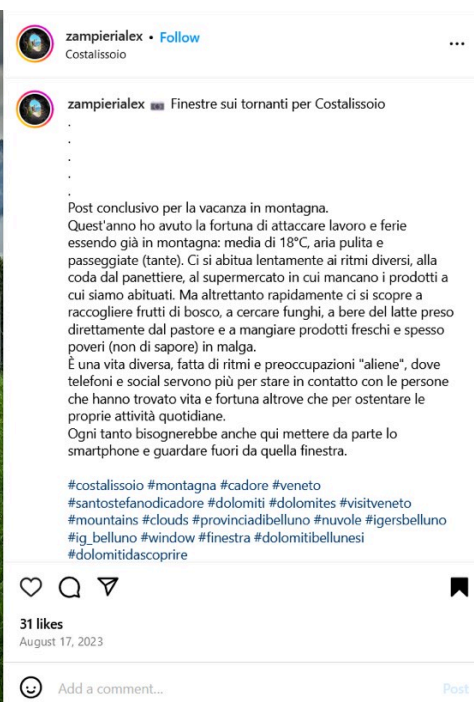 zampierialex • Follow
Costalissoio
...
zampierialex 📷 Finestre sui tornanti per Costalissoio
.
.
.
.
.
Post conclusivo per la vacanza in montagna.
Quest'anno ho avuto la fortuna di attaccare lavoro e ferie
essendo già in montagna: media di 18°C, aria pulita e
passeggiate (tante). Ci si abitua lentamente ai ritmi diversi, alla
coda dal panettiere, al supermercato in cui mancano i prodotti a
cui siamo abituati. Ma altrettanto rapidamente ci si scopre a
raccogliere frutti di bosco, a cercare funghi, a bere del latte preso
direttamente dal pastore e a mangiare prodotti freschi e spesso
poveri (non di sapore) in malga.
È una vita diversa, fatta di ritmi e preoccupazioni "aliene", dove
telefoni e social servono più per stare in contatto con le persone
che hanno trovato vita e fortuna altrove che per ostentare le
proprie attività quotidiane.
Ogni tanto bisognerebbe anche qui mettere da parte lo
smartphone e guardare fuori da quella finestra.
#costalissoio #montagna #cadore #veneto
#santostefanodicadore #dolomiti #dolomites #visitveneto
#mountains #clouds #provinciadibelluno #nuvole #igersbelluno
#ig_belluno #window #finestra #dolomitibellunesi
#dolomitidascoprire
31 likes
August 17, 2023
Add a comment...
Post